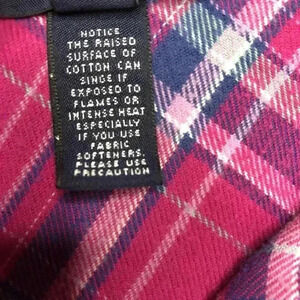 NOTICE
THE RAISED
SURFACE OF
COTTON CAN
SINGE IF
EXPOSED TO
FLAMES OR
INTENSE HEAT
ESPECIALLY
IF YOU USE
FABRIC
SOFTENERS.
PLEASE USE
PRECAUTION